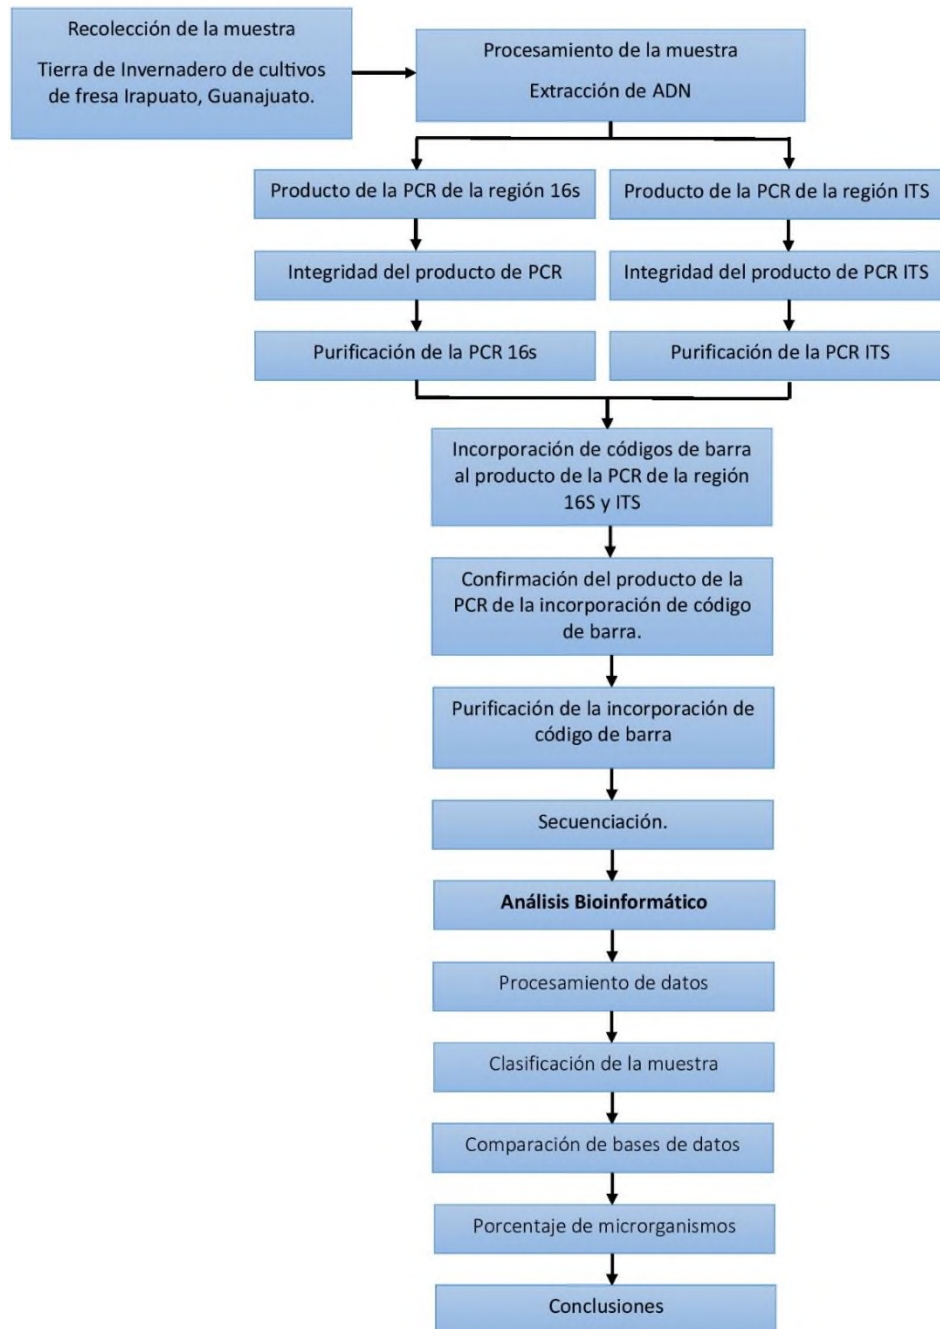 Recolección de la muestra
Tierra de Invernadero de cultivos
de fresa Irapuato, Guanajuato.
Procesamiento de la muestra
Extracción de ADN
Producto de la PCR de la región 16s
Producto de la PCR de la región ITS
Integridad del producto de PCR
Integridad del producto de PCR ITS
Purificación de la PCR 16s
Purificación de la PCR ITS
Incorporación de códigos de barra
al producto de la PCR de la región
16S y ITS
Confirmación del producto de la
PCR de la incorporación de código
de barra.
Purificación de la incorporación de
código de barra
Secuenciación.
Análisis Bioinformático
Procesamiento de datos
Clasificación de la muestra
Comparación de bases de datos
Porcentaje de microrganismos
Conclusiones